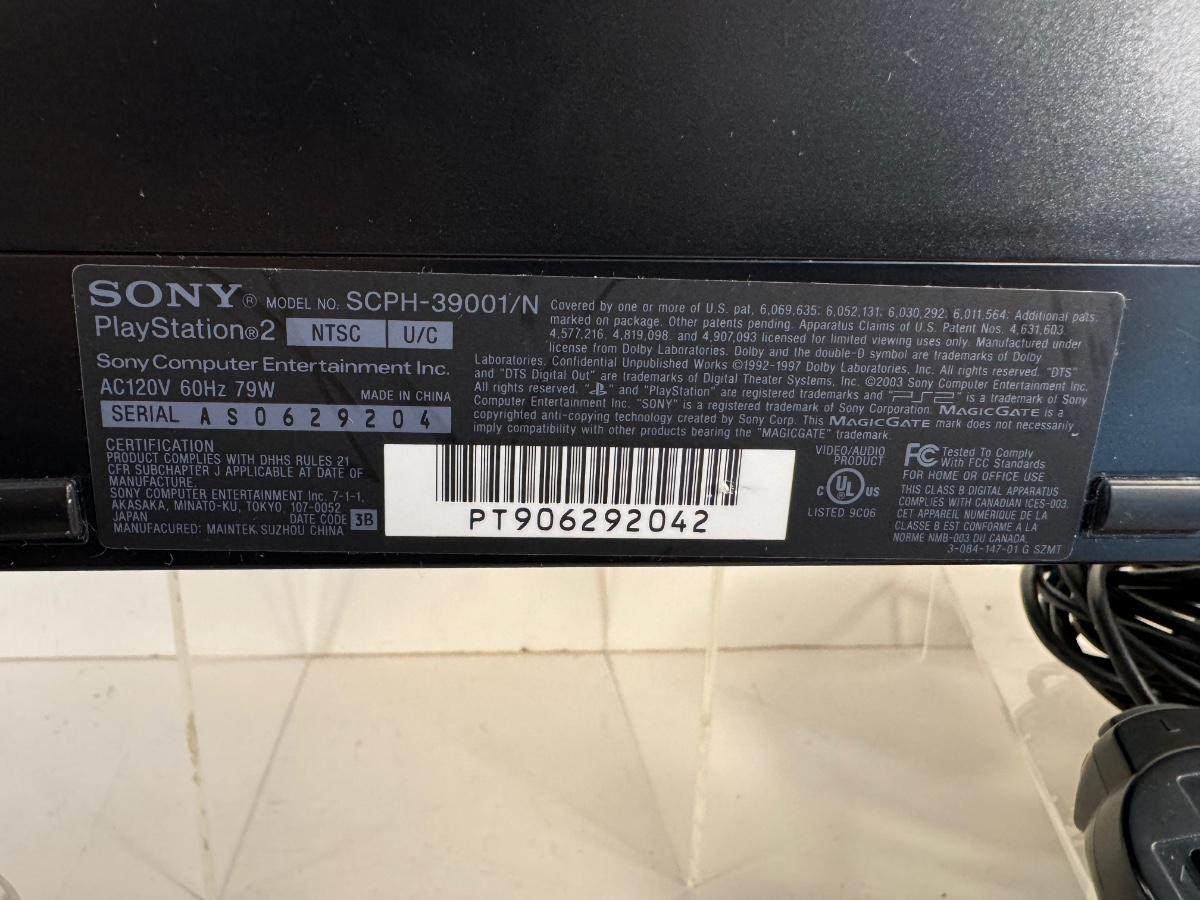 SONY® MODEL NO. SCPH-39001/N
PlayStation®2 NTSC U/C
Sony Computer Entertainment Inc.
AC120V 60Hz 79W MADE IN CHINA
SERIAL AS0629204
CERTIFICATION
PRODUCT COMPLIES WITH DHHS RULES 21
CFR SUBCHAPTER J APPLICABLE AT DATE OF
MANUFACTURE.
SONY COMPUTER ENTERTAINMENT Inc. 7-1-1,
AKASAKA, MINATO-KU, TOKYO, 107-0052
JAPAN DATE CODE 3B
MANUFACTURED: MAINTEK SUZHOU CHINA
Covered by one or more of U.S. pat. 6,069,635; 6,052,131; 6,030,292; 6,011,564; Additional pats.
marked on package. Other patents pending. Apparatus Claims of U.S. Patent Nos. 4,631,603,
4,577,216, 4,819,098, and 4,907,093 licensed for limited viewing uses only. Manufactured under
license from Dolby Laboratories. Dolby and the double-D symbol are trademarks of Dolby
Laboratories. Confidential Unpublished Works ©1992-1997 Dolby Laboratories, Inc. All rights reserved. "DTS"
and "DTS Digital Out" are trademarks of Digital Theater Systems, Inc. ©2003 Sony Computer Entertainment Inc.
All rights reserved. " " and "PlayStation" are registered trademarks and "PS2" is a trademark of Sony
Computer Entertainment Inc. "SONY" is a registered trademark of Sony Corporation. MAGICGATE is a
copyrighted anti-copying technology created by Sony Corp. This MAGICGATE mark does not necessarily
imply compatibility with other products bearing the "MAGICGATE" trademark.
PT906292042
VIDEO/AUDIO
PRODUCT
C UL US
LISTED 9C06
FC Tested To Comply
With FCC Standards
FOR HOME OR OFFICE USE
THIS CLASS B DIGITAL APPARATUS
COMPLIES WITH CANADIAN ICES-003.
CET APPAREIL NUMÉRIQUE DE LA
CLASSE B EST CONFORME A LA
NORME NMB-003 DU CANADA.
3-084-147-01 G SZMT
L